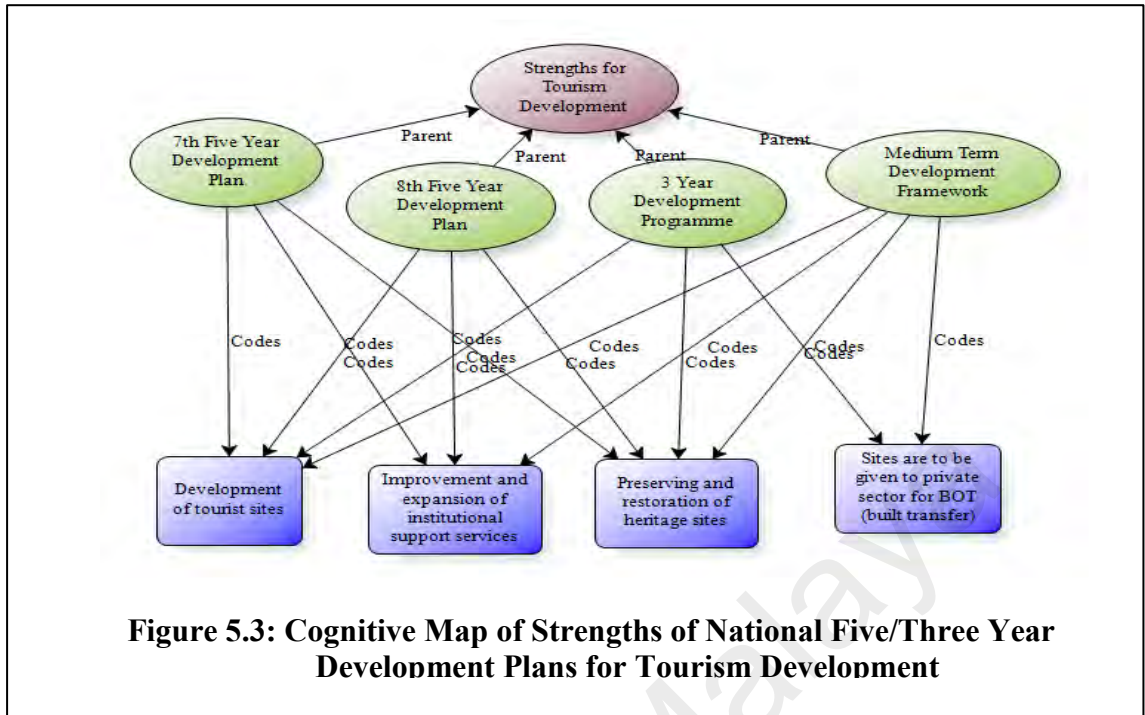 Strengths for
Tourism
Development
Parent
Parent
Parent
Parent
7th Five Year
Development
Plan
8th Five Year
Development
Plan
3 Year
Development
Programme
Medium Term
Development
Framework
Codes
Codes
Codes
Codes
Codes
Codes
Codes
Codes
Codes
Codes
Codes
Codes
Codes
Development
of tourist sites
Improvement and
expansion of
institutional
support services
Preserving and
restoration of
heritage sites
Sites are to be
given to private
sector for BOT
(built transfer)
Figure 5.3: Cognitive Map of Strengths of National Five/Three Year
Development Plans for Tourism Development
Malay